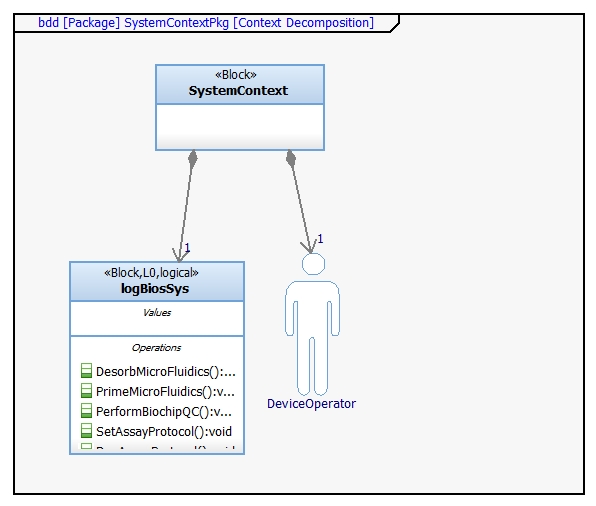 bdd [Package] SystemContextPkg [Context Decomposition]
«Block»
SystemContext
1
1
«Block,L0,logical»
logBiosSys
Values
Operations
DesorbMicroFluidics():...
PrimeMicroFluidics():v...
PerformBiochipQC():v...
SetAssayProtocol():void
DeviceOperator